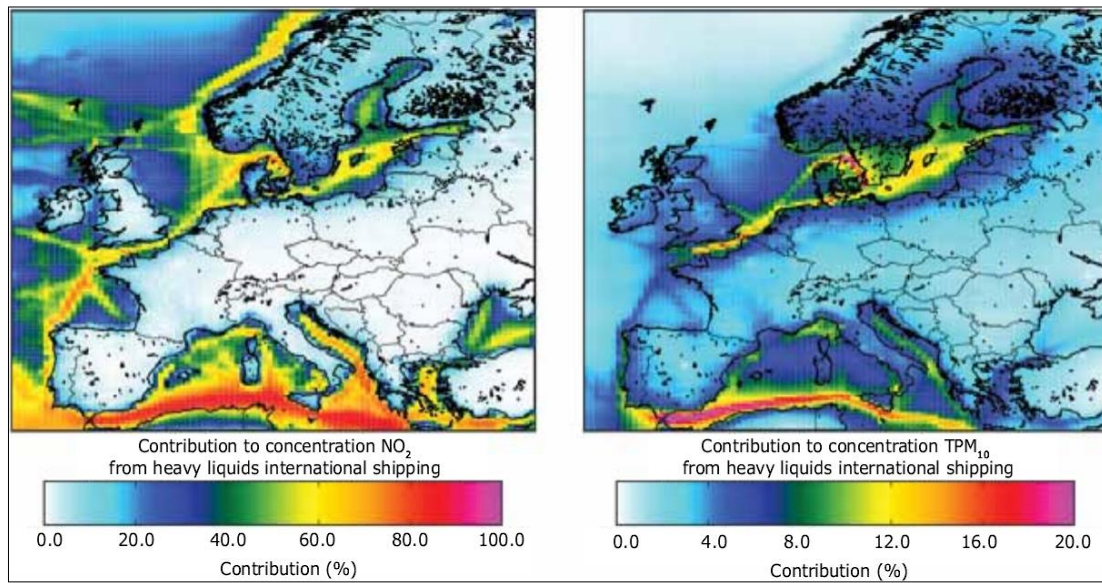 Contribution to concentration NO₂
from heavy liquids international shipping
0.0 20.0 40.0 60.0 80.0 100.0
Contribution (%)
Contribution to concentration TPM₁₀
from heavy liquids international shipping
0.0 4.0 8.0 12.0 16.0 20.0
Contribution (%)